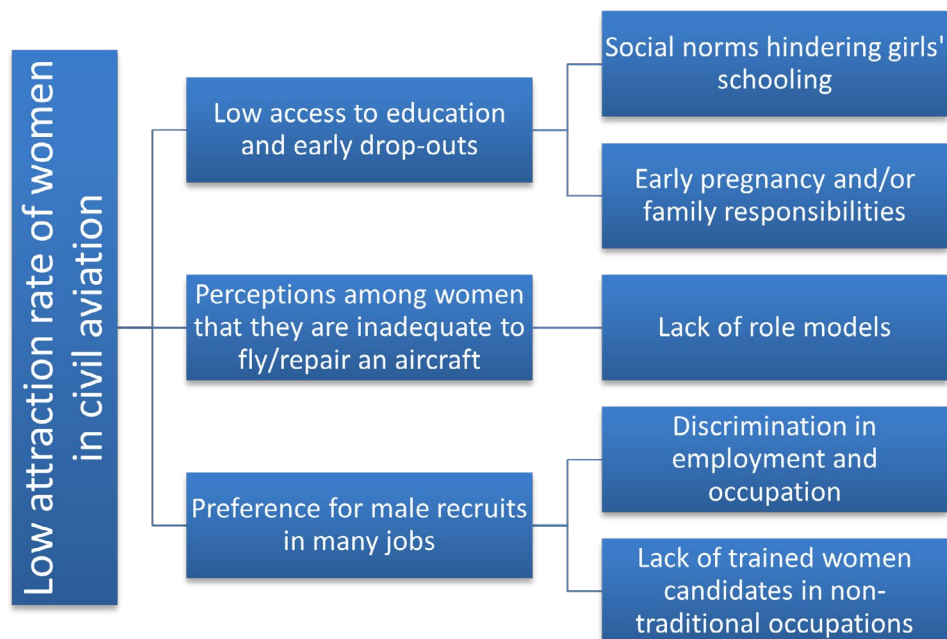 Low attraction rate of women
in civil aviation
Low access to education
and early drop-outs
Social norms hindering girls'
schooling
Early pregnancy and/or
family responsibilities
Perceptions among women
that they are inadequate to
fly/repair an aircraft
Lack of role models
Preference for male recruits
in many jobs
Discrimination in
employment and
occupation
Lack of trained women
candidates in non-
traditional occupations